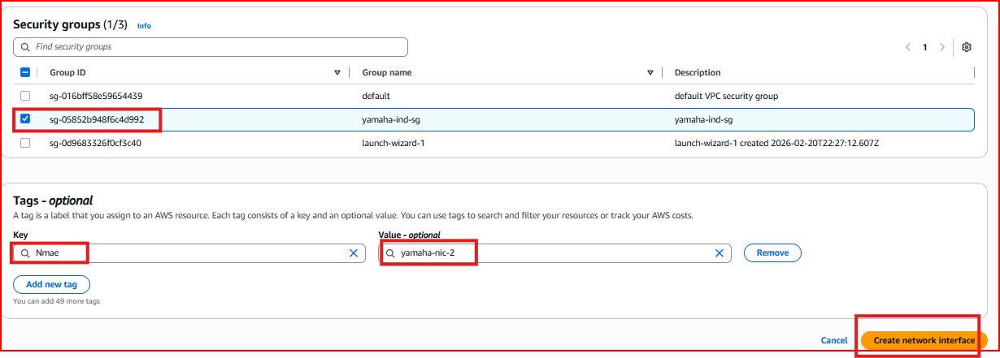 Security groups (1/3) Info
Find security groups
1
Group ID Group name Description
sg-016bff58e59654439 default default VPC security group
sg-05852b948f6c4d992 yamaha-ind-sg yamaha-ind-sg
sg-0d9683326f0cf3c40 launch-wizard-1 launch-wizard-1 created 2026-02-20T22:27:12.607Z
Tags - optional
A tag is a label that you assign to an AWS resource. Each tag consists of a key and an optional value. You can use tags to search and filter your resources or track your AWS costs.
Key Value - optional
Nmae yamaha-nic-2 Remove
Add new tag
You can add 49 more tags
Cancel Create network interface